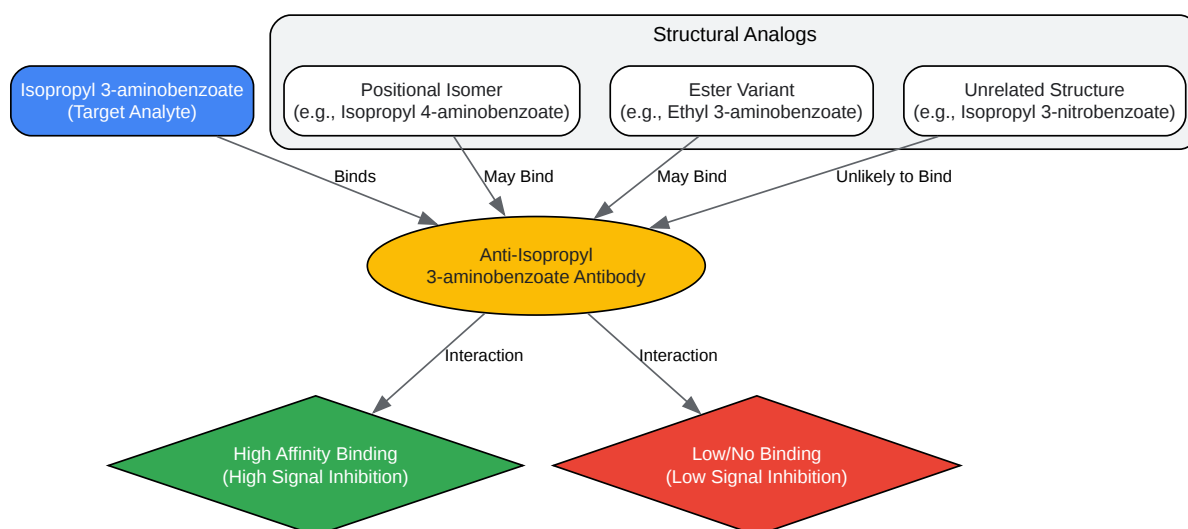 Structural Analogs
Isopropyl 3-aminobenzoate
(Target Analyte)
Positional Isomer
(e.g., Isopropyl 4-aminobenzoate)
Ester Variant
(e.g., Ethyl 3-aminobenzoate)
Unrelated Structure
(e.g., Isopropyl 3-nitrobenzoate)
Binds
May Bind
May Bind
Unlikely to Bind
Anti-Isopropyl
3-aminobenzoate Antibody
Interaction
Interaction
High Affinity Binding
(High Signal Inhibition)
Low/No Binding
(Low Signal Inhibition)